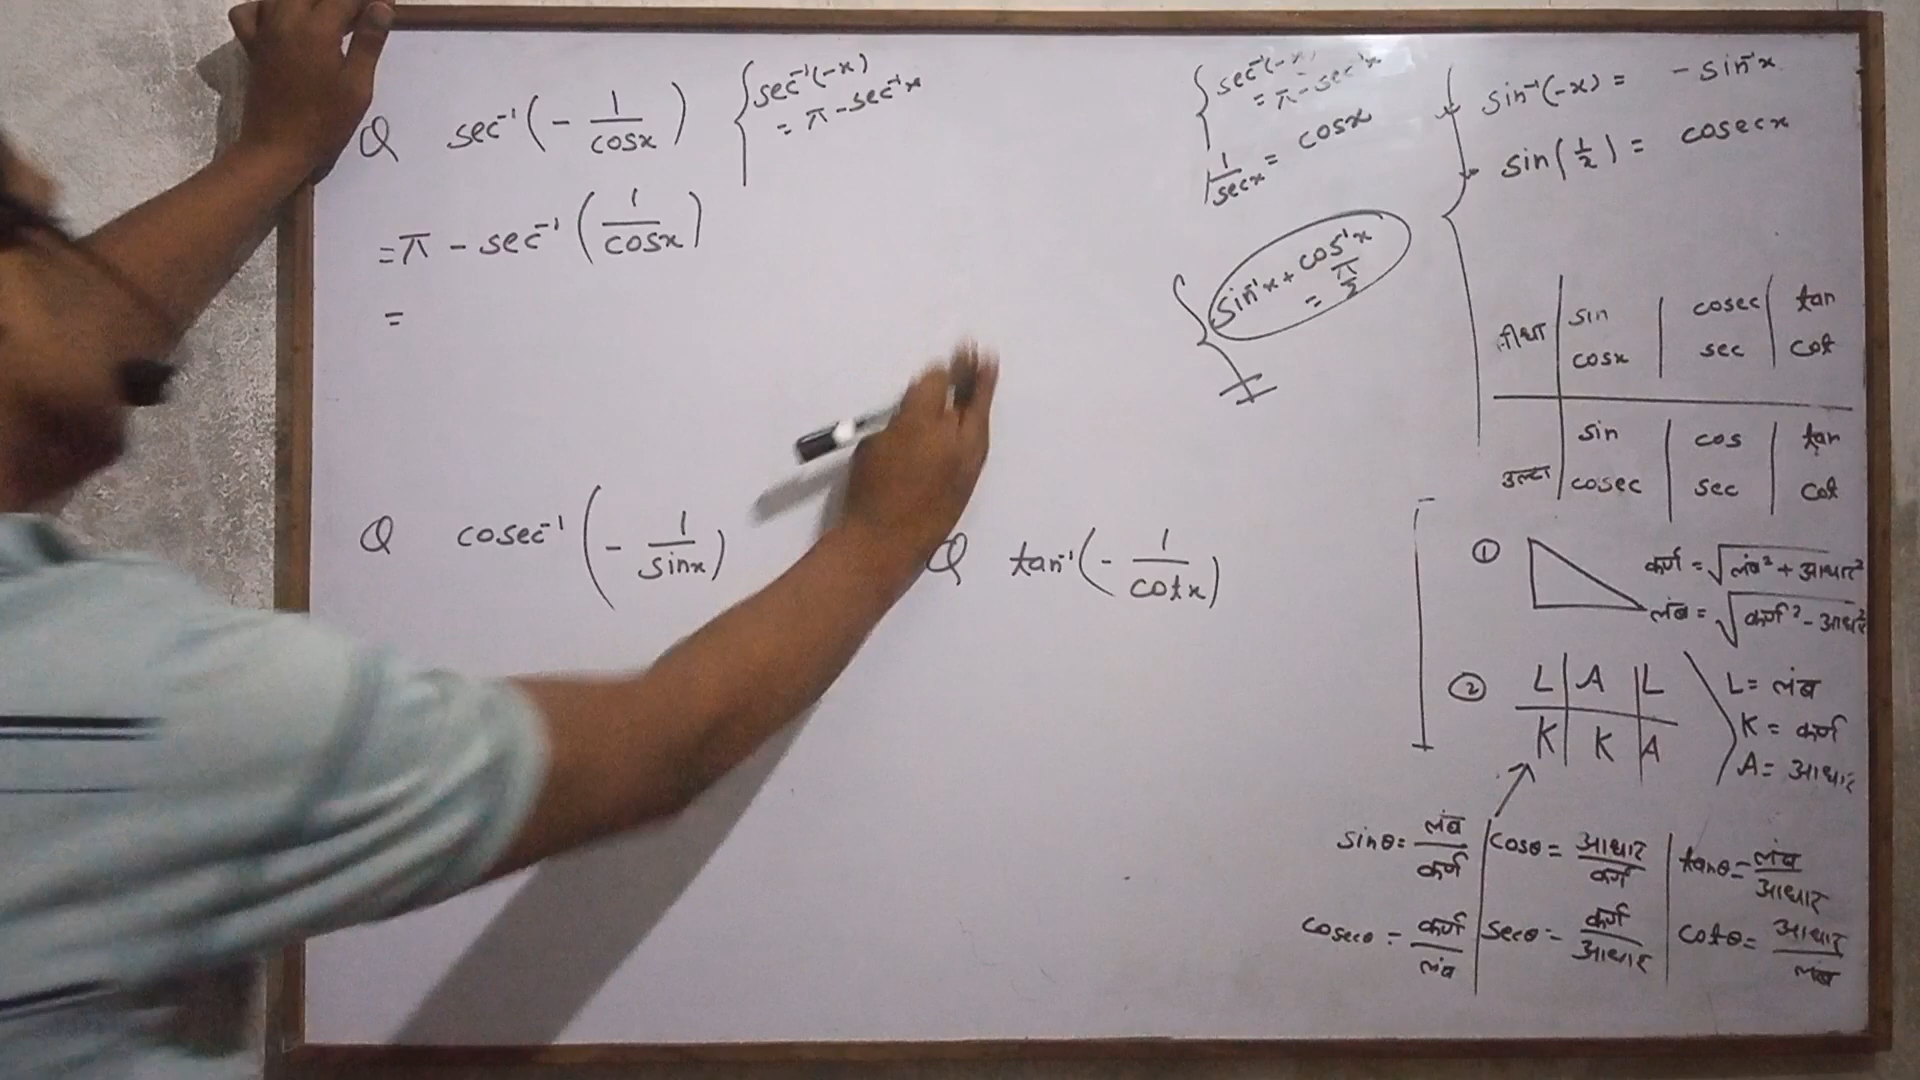 Q sec⁻¹(- 1/cosx) { sec⁻¹(-x)
= π - sec⁻¹x
= π - sec⁻¹(1/cosx)
=
Q cosec⁻¹(- 1/sinx)
Q tan⁻¹(- 1/cotx)
sec⁻¹(-x)
= π - sec⁻¹x
1/secx = cosx
sin⁻¹x + cos⁻¹x
= π/2
sin⁻¹(-x) = - sin⁻¹x
sin(1/2) = cosecx
sin | cosec | tan
cosx | sec | cot
sin | cos | tan
उल्टा cosec | sec | cot
① कर्ण = √लंब² + आधार²
लंब = √कर्ण² - आधार²
② L | A | L
K | K | A
L = लंब
K = कर्ण
A = आधार
sinθ = लंब/कर्ण | cosθ = आधार/कर्ण | tanθ = लंब/आधार
cosecθ = कर्ण/लंब | secθ = कर्ण/आधार | cotθ = आधार/लंब